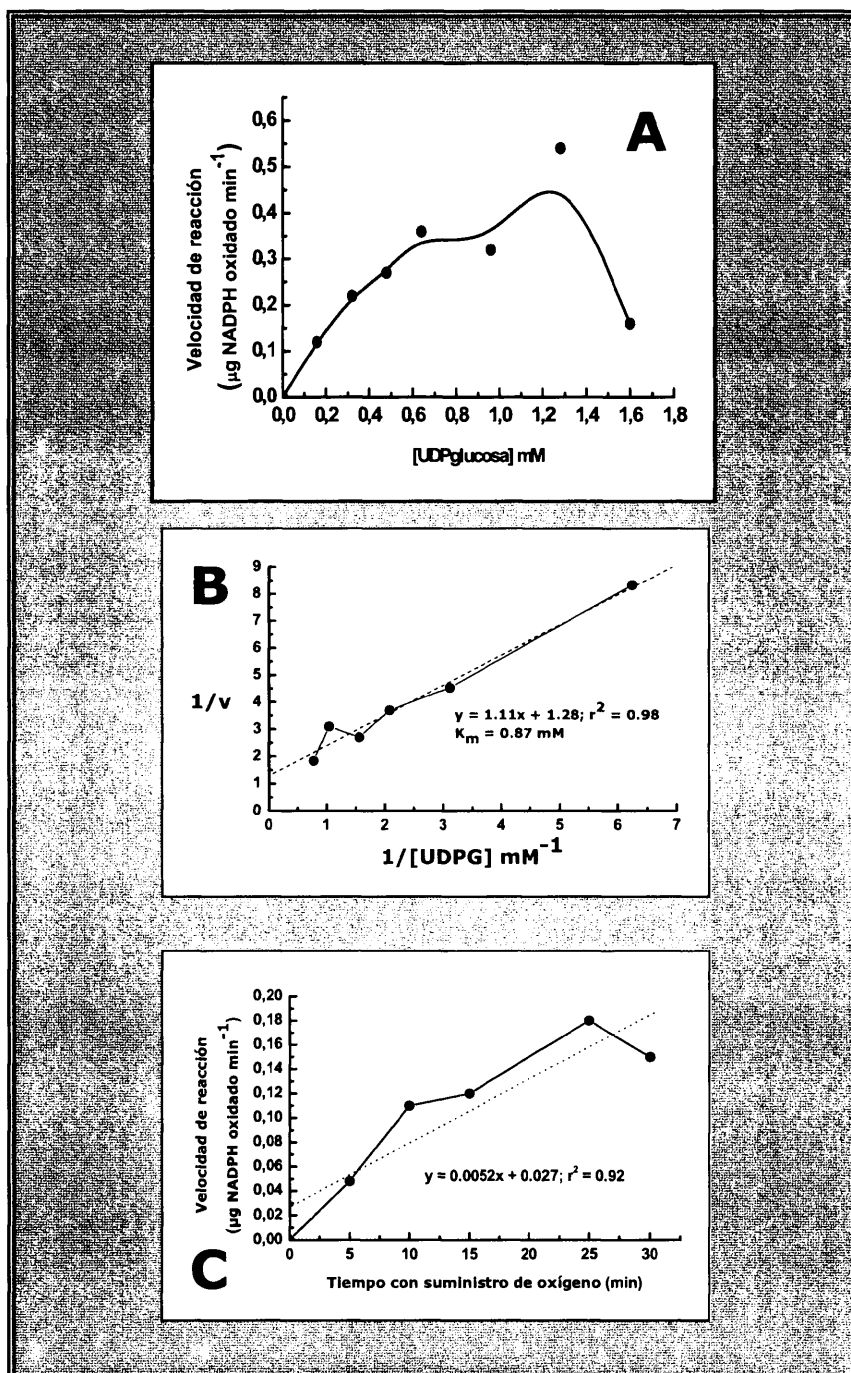 A
Velocidad de reacción
(µg NADPH oxidado min⁻¹)
0,6
0,5
0,4
0,3
0,2
0,1
0,0
0,0 0,2 0,4 0,6 0,8 1,0 1,2 1,4 1,6 1,8
[UDPglucosa] mM
B
1/v
9
8
7
6
5
4
3
2
1
0
y = 1.11x + 1.28; r² = 0.98
Kₘ = 0.87 mM
0 1 2 3 4 5 6 7
1/[UDPG] mM⁻¹
Velocidad de reacción
(µg NADPH oxidado min⁻¹)
0,20
0,18
0,16
0,14
0,12
0,10
0,08
0,06
0,04
0,02
0,00
y = 0.0052x + 0.027; r² = 0.92
0 5 10 15 20 25 30
C
Tiempo con suministro de oxígeno (min)